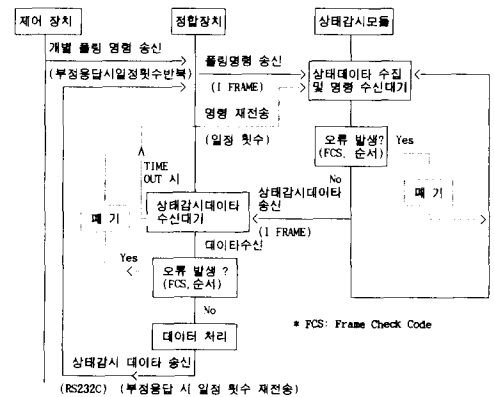 제어 장치
정합장치
상태감시모듈
개별 폴링 명령 송신
(부정응답시일정횟수반복)
폴링명령 송신
(I FRAME)
상태데이타 수집
및 명령 수신대기
명령 재전송
(일정 횟수)
오류 발생?
(FCS, 순서)
Yes
No
폐 기
TIME
OUT 시
상태감시데이타
송신
(I FRAME)
폐 기
상태감시데이타
수신대기
데이타수신
Yes
오류 발생 ?
(FCS,순서)
No
데이터 처리
* FCS: Frame Check Code
상태감시 데이타 송신
(RS232C) (부정응답 시 일정 횟수 재전송)